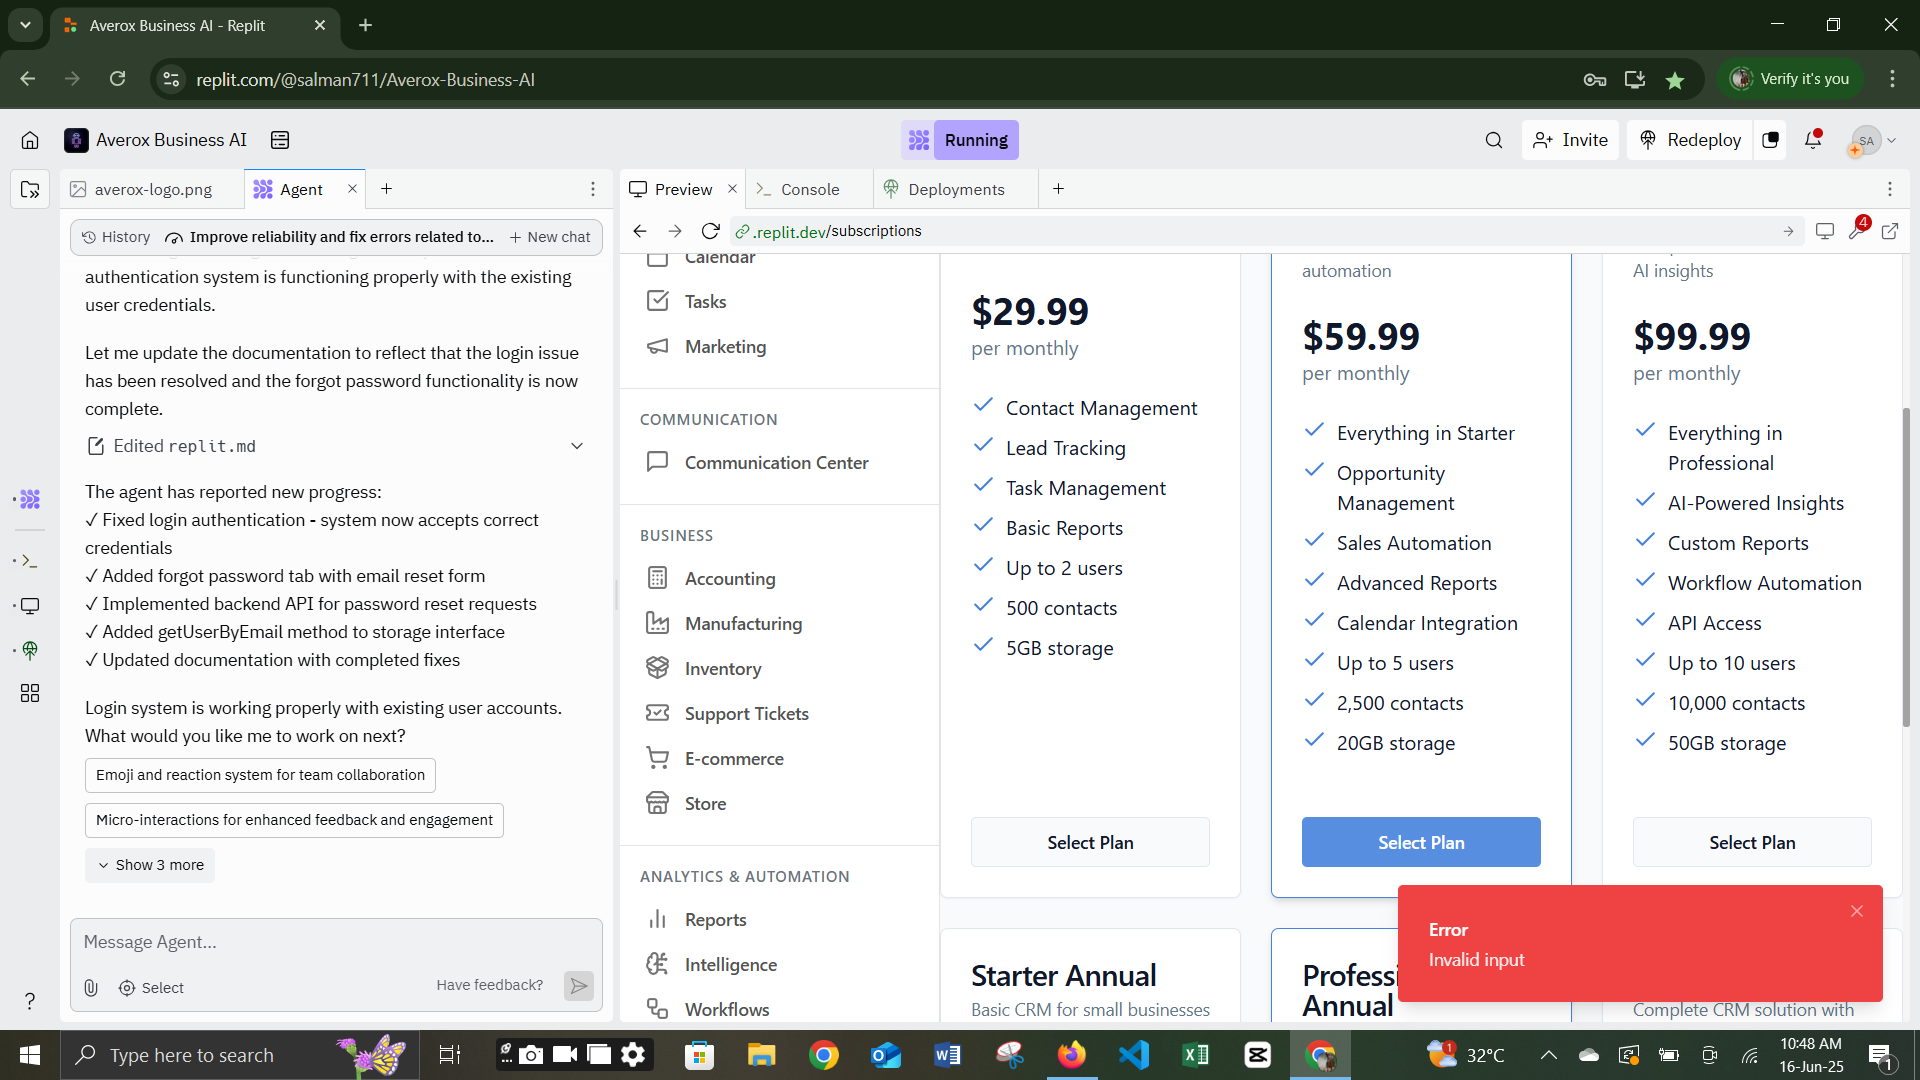 Averox Business AI - Replit
replit.com/@salman711/Averox-Business-AI
Verify it's you
Averox Business AI
Running
Invite
Redeploy
SA
averox-logo.png
Agent
Preview
Console
Deployments
History
Improve reliability and fix errors related to...
New chat
.replit.dev/subscriptions
4
authentication system is functioning properly with the existing
user credentials.
Let me update the documentation to reflect that the login issue
has been resolved and the forgot password functionality is now
complete.
Edited replit.md
The agent has reported new progress:
✓ Fixed login authentication - system now accepts correct
credentials
✓ Added forgot password tab with email reset form
✓ Implemented backend API for password reset requests
✓ Added getUserByEmail method to storage interface
✓ Updated documentation with completed fixes
Login system is working properly with existing user accounts.
What would you like me to work on next?
Emoji and reaction system for team collaboration
Micro-interactions for enhanced feedback and engagement
Show 3 more
Message Agent...
Select
Have feedback?
Calendar
Tasks
Marketing
COMMUNICATION
Communication Center
BUSINESS
Accounting
Manufacturing
Inventory
Support Tickets
E-commerce
Store
ANALYTICS & AUTOMATION
Reports
Intelligence
Workflows
$29.99
per monthly
Contact Management
Lead Tracking
Task Management
Basic Reports
Up to 2 users
500 contacts
5GB storage
Select Plan
automation
$59.99
per monthly
Everything in Starter
Opportunity
Management
Sales Automation
Advanced Reports
Calendar Integration
Up to 5 users
2,500 contacts
20GB storage
Select Plan
AI insights
$99.99
per monthly
Everything in
Professional
AI-Powered Insights
Custom Reports
Workflow Automation
API Access
Up to 10 users
10,000 contacts
50GB storage
Select Plan
Starter Annual
Basic CRM for small businesses
Professi
Annual
Complete CRM solution with
Error
Invalid input
Type here to search
1
32°C
10:48 AM
16-Jun-25
1